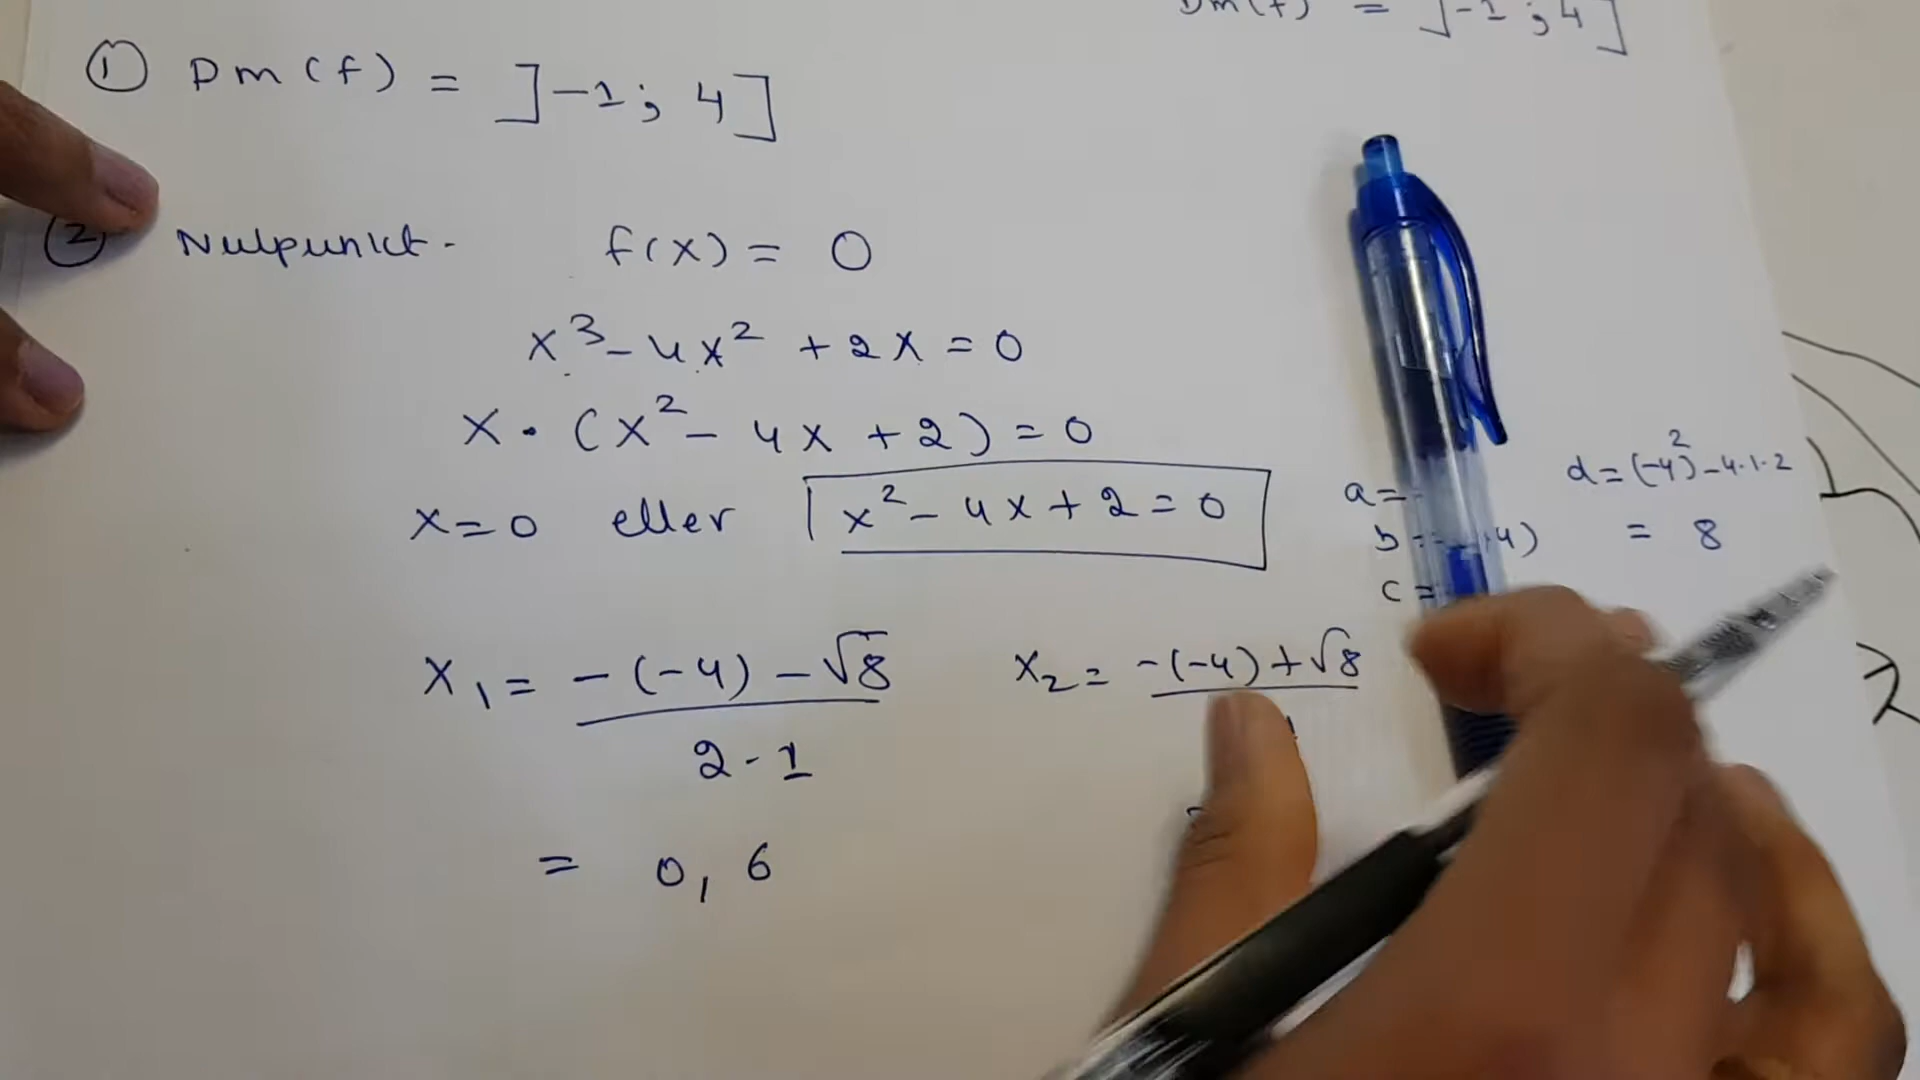 Dm(f) = ]-1 ; 4]
① Dm(f) = ]-1; 4]
② Nulpunkt- f(x) = 0
x³ - 4x² + 2x = 0
x · (x² - 4x + 2) = 0
x = 0 eller x² - 4x + 2 = 0
a =
b = 4)
c =
d = (-4)² - 4·1·2
= 8
x₁ = -(-4) - √8
2 · 1
= 0,6
x₂ = -(-4) + √8